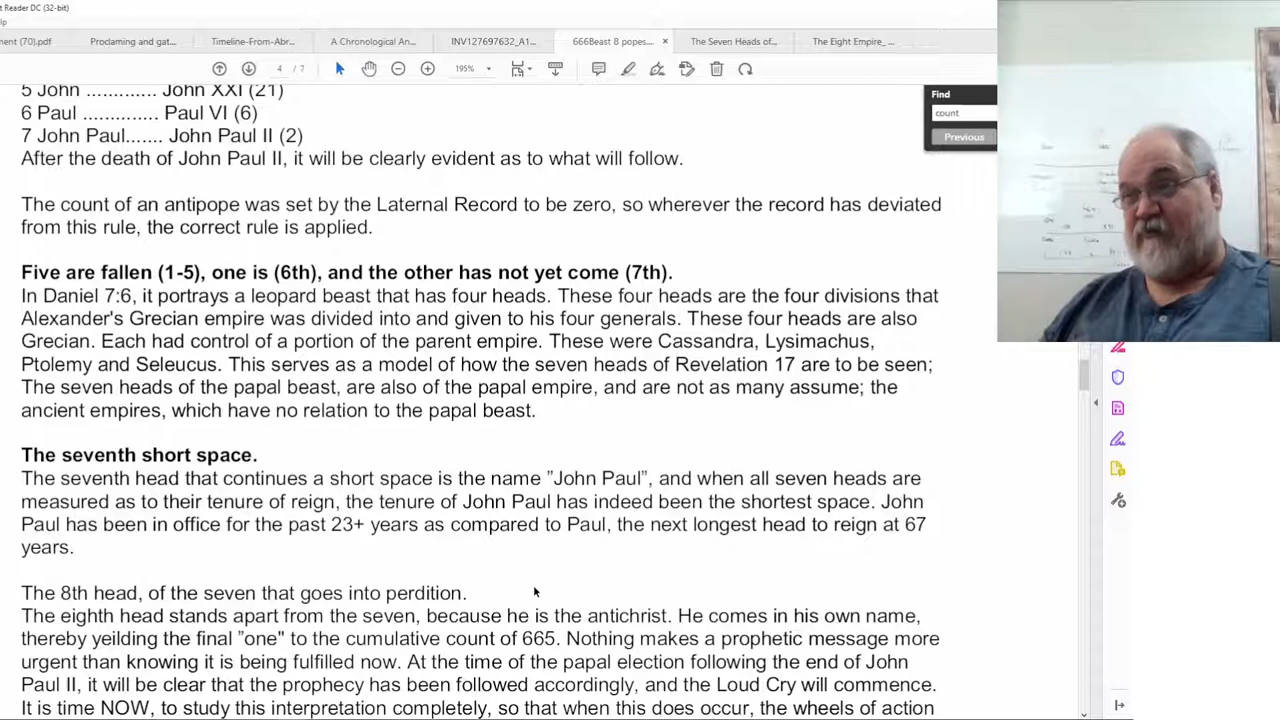 t Reader DC (32-bit)
lp
ment (70).pdf
Proclaming and gat...
Timeline-From-Abr...
A Chronological An...
INV127697632_A1...
666Beast 8 popes....
The Seven Heads of...
The Eight Empire_ ...
4 / 7
195%
Find
count
Previous
5 John ............. John XXI (21)
6 Paul .............. Paul VI (6)
7 John Paul....... John Paul II (2)
After the death of John Paul II, it will be clearly evident as to what will follow.
The count of an antipope was set by the Laternal Record to be zero, so wherever the record has deviated
from this rule, the correct rule is applied.
Five are fallen (1-5), one is (6th), and the other has not yet come (7th).
In Daniel 7:6, it portrays a leopard beast that has four heads. These four heads are the four divisions that
Alexander's Grecian empire was divided into and given to his four generals. These four heads are also
Grecian. Each had control of a portion of the parent empire. These were Cassandra, Lysimachus,
Ptolemy and Seleucus. This serves as a model of how the seven heads of Revelation 17 are to be seen;
The seven heads of the papal beast, are also of the papal empire, and are not as many assume; the
ancient empires, which have no relation to the papal beast.
The seventh short space.
The seventh head that continues a short space is the name ”John Paul”, and when all seven heads are
measured as to their tenure of reign, the tenure of John Paul has indeed been the shortest space. John
Paul has been in office for the past 23+ years as compared to Paul, the next longest head to reign at 67
years.
The 8th head, of the seven that goes into perdition.
The eighth head stands apart from the seven, because he is the antichrist. He comes in his own name,
thereby yeilding the final ”one" to the cumulative count of 665. Nothing makes a prophetic message more
urgent than knowing it is being fulfilled now. At the time of the papal election following the end of John
Paul II, it will be clear that the prophecy has been followed accordingly, and the Loud Cry will commence.
It is time NOW, to study this interpretation completely, so that when this does occur, the wheels of action